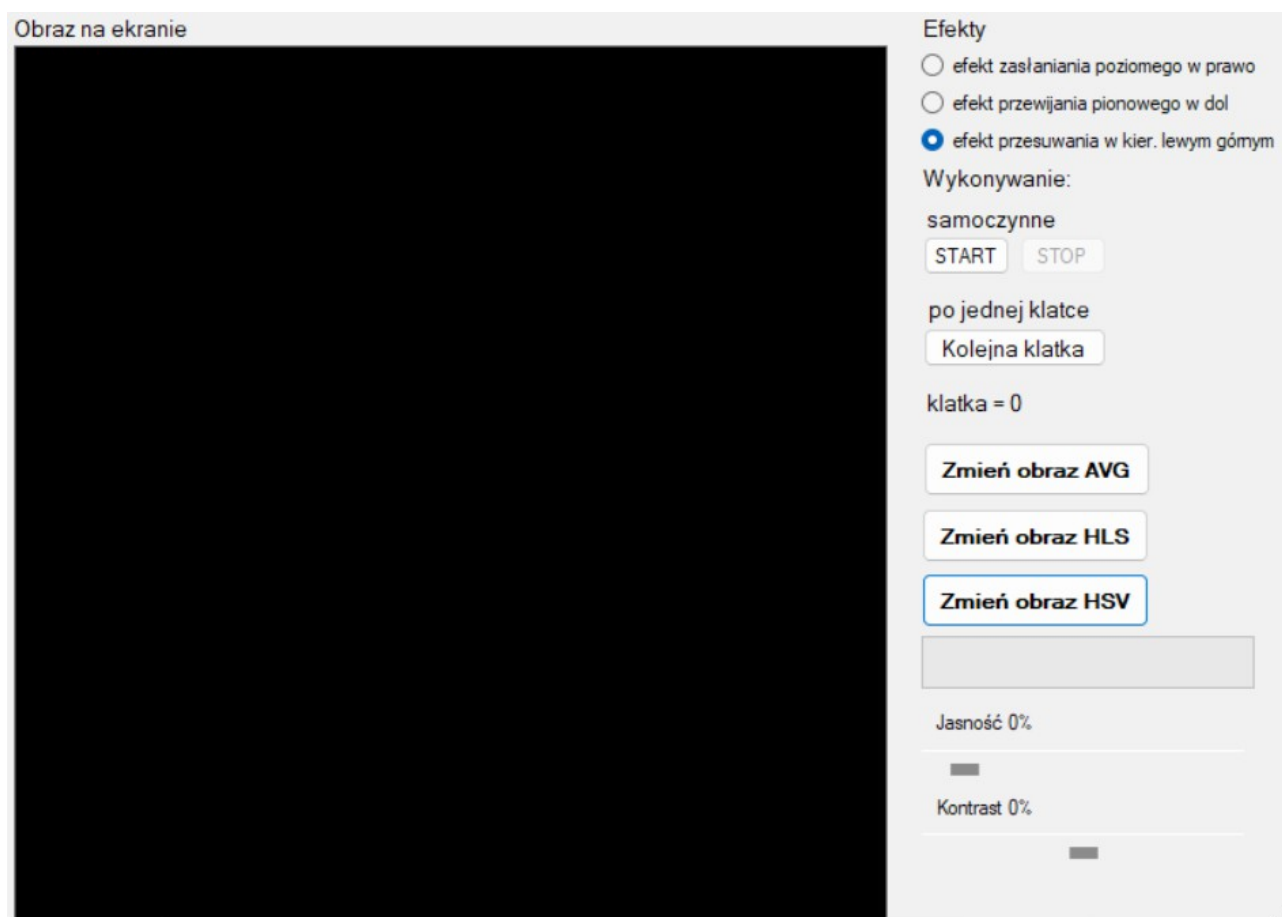 Obraz na ekranie
Efekty
efekt zasłaniania poziomego w prawo
efekt przewijania pionowego w dol
efekt przesuwania w kier. lewym górnym
Wykonywanie:
samoczynne
START STOP
po jednej klatce
Kolejna klatka
klatka = 0
Zmień obraz AVG
Zmień obraz HLS
Zmień obraz HSV
Jasność 0%
Kontrast 0%